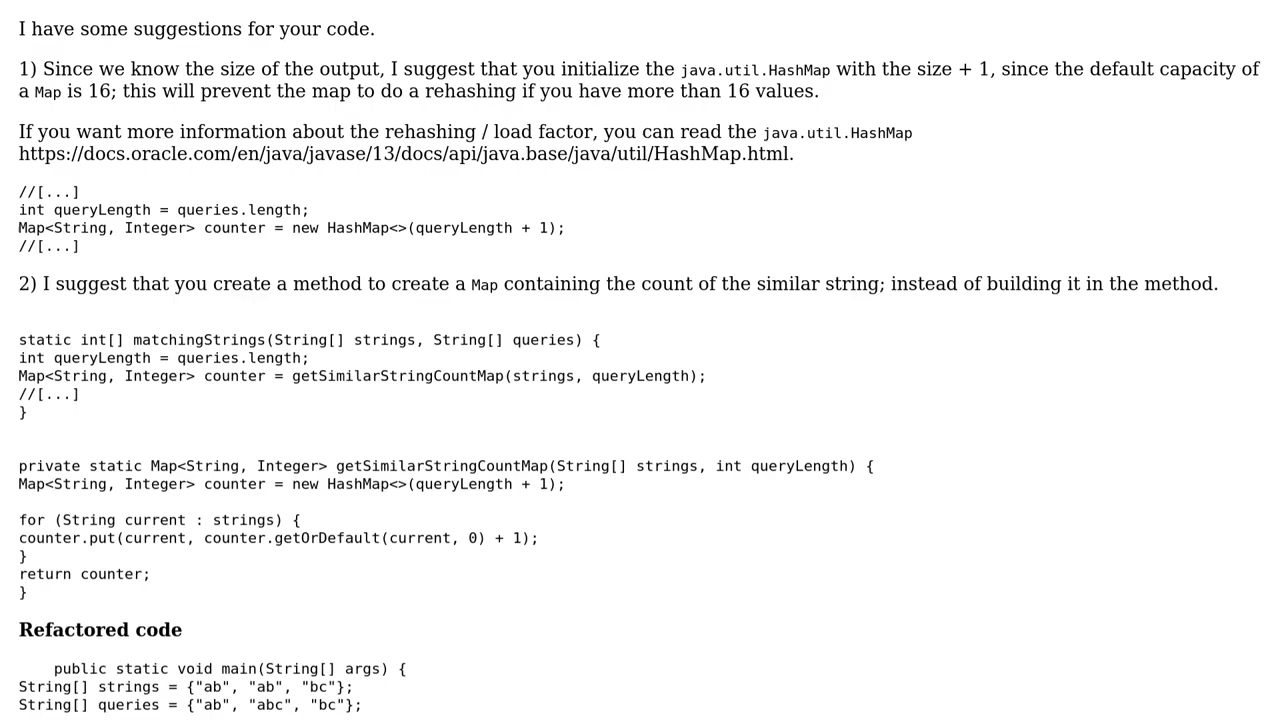 I have some suggestions for your code.
1) Since we know the size of the output, I suggest that you initialize the java.util.HashMap with the size + 1, since the default capacity of
a Map is 16; this will prevent the map to do a rehashing if you have more than 16 values.
If you want more information about the rehashing / load factor, you can read the java.util.HashMap
https://docs.oracle.com/en/java/javase/13/docs/api/java.base/java/util/HashMap.html.
//[...]
int queryLength = queries.length;
Map<String, Integer> counter = new HashMap<>(queryLength + 1);
//[...]
2) I suggest that you create a method to create a Map containing the count of the similar string; instead of building it in the method.
static int[] matchingStrings(String[] strings, String[] queries) {
int queryLength = queries.length;
Map<String, Integer> counter = getSimilarStringCountMap(strings, queryLength);
//[...]
}
private static Map<String, Integer> getSimilarStringCountMap(String[] strings, int queryLength) {
Map<String, Integer> counter = new HashMap<>(queryLength + 1);
for (String current : strings) {
counter.put(current, counter.getOrDefault(current, 0) + 1);
}
return counter;
}
Refactored code
public static void main(String[] args) {
String[] strings = {"ab", "ab", "bc"};
String[] queries = {"ab", "abc", "bc"};